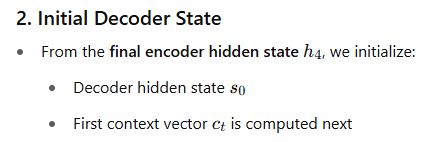 2. Initial Decoder State
• From the final encoder hidden state h₄, we initialize:
• Decoder hidden state s₀
• First context vector cₜ is computed next